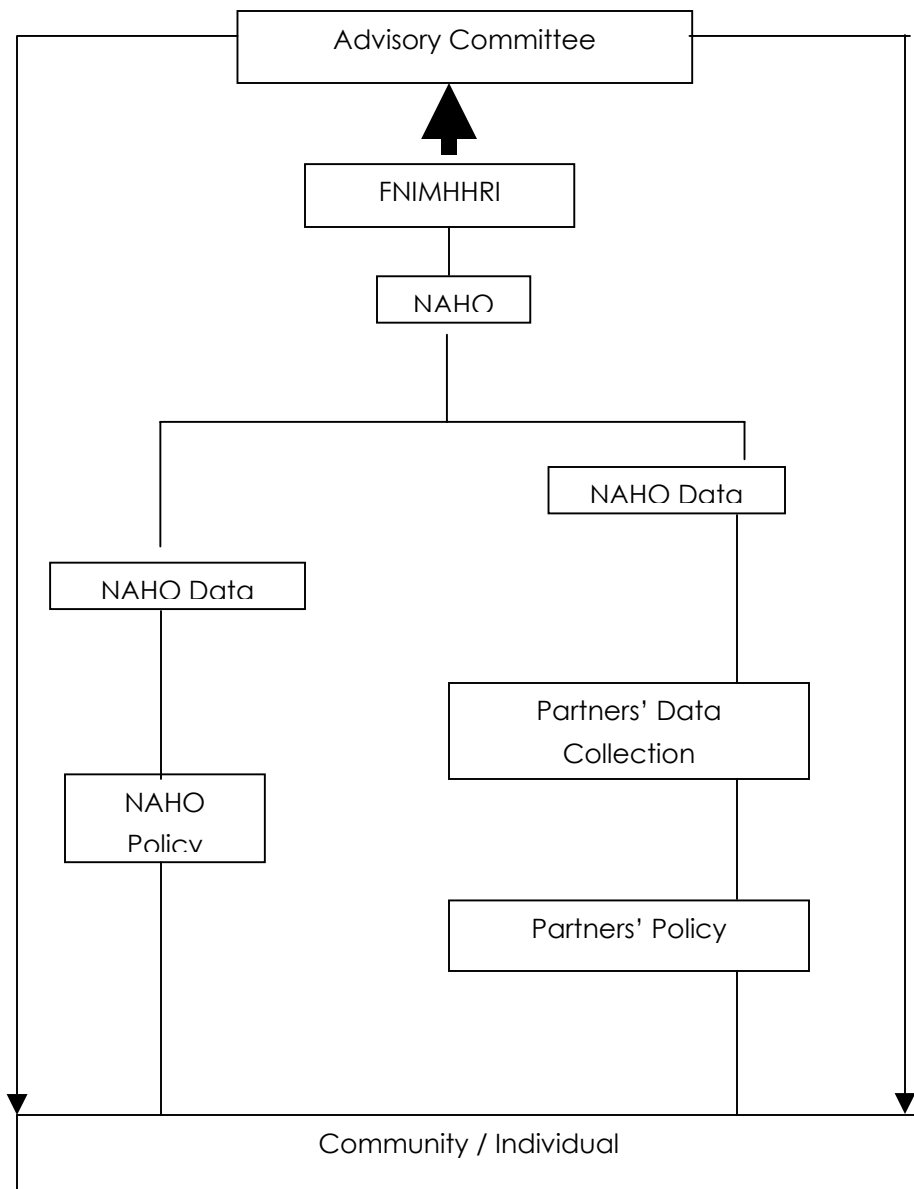 Advisory Committee
FNIMHHRI
NAHO
NAHO Data
NAHO Data
Partners’ Data
Collection
NAHO
Policy
Partners’ Policy
Community / Individual